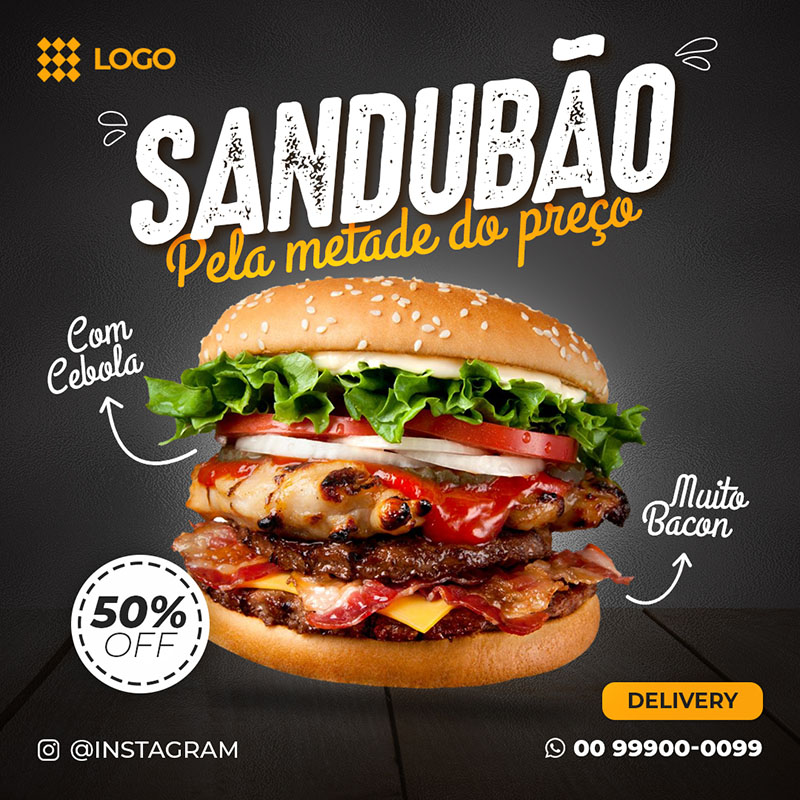 LOGO
SANDUBÃO
Pela metade do preço
Com
Cebola
Muito
Bacon
50%
OFF
DELIVERY
@INSTAGRAM
00 99900-0099